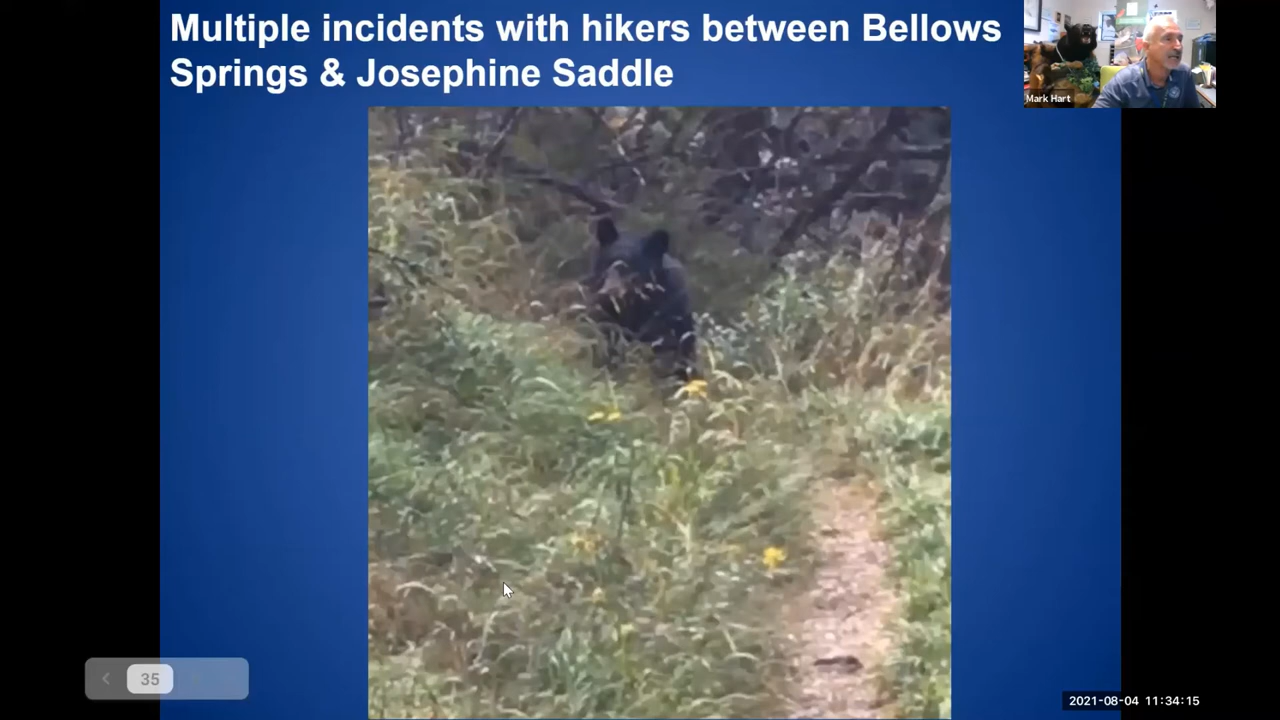 Multiple incidents with hikers between Bellows
Springs & Josephine Saddle
Mark Hart
35
2021-08-04 11:34:15